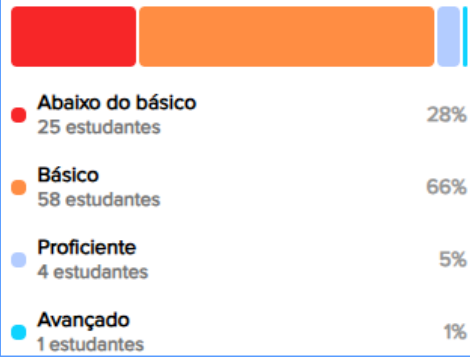 Abaixo do básico
25 estudantes
28%
Básico
58 estudantes
66%
Proficiente
4 estudantes
5%
Avançado
1 estudantes
1%